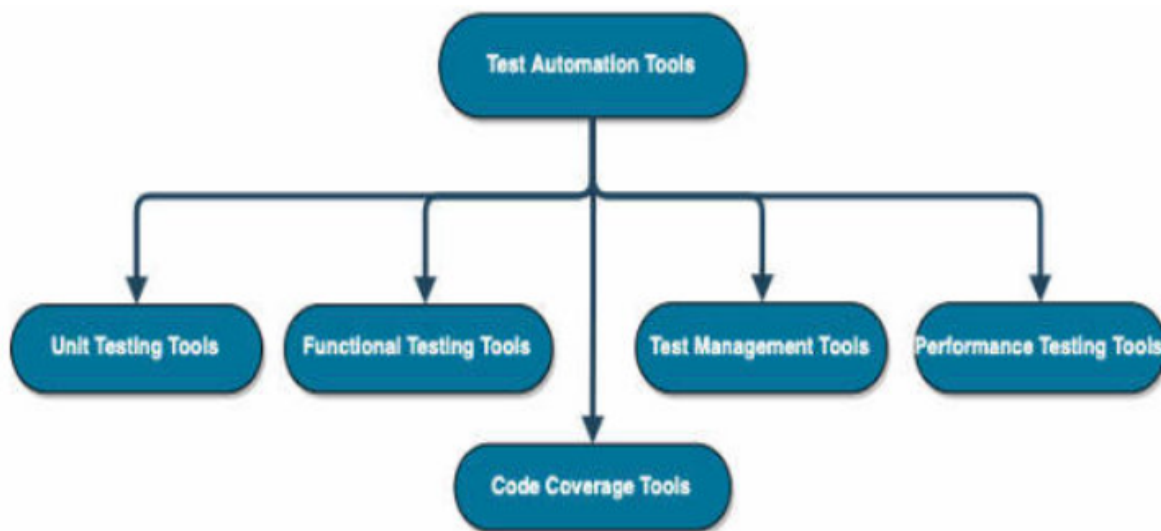 Test Automation Tools
Unit Testing Tools
Functional Testing Tools
Test Management Tools
Performance Testing Tools
Code Coverage Tools